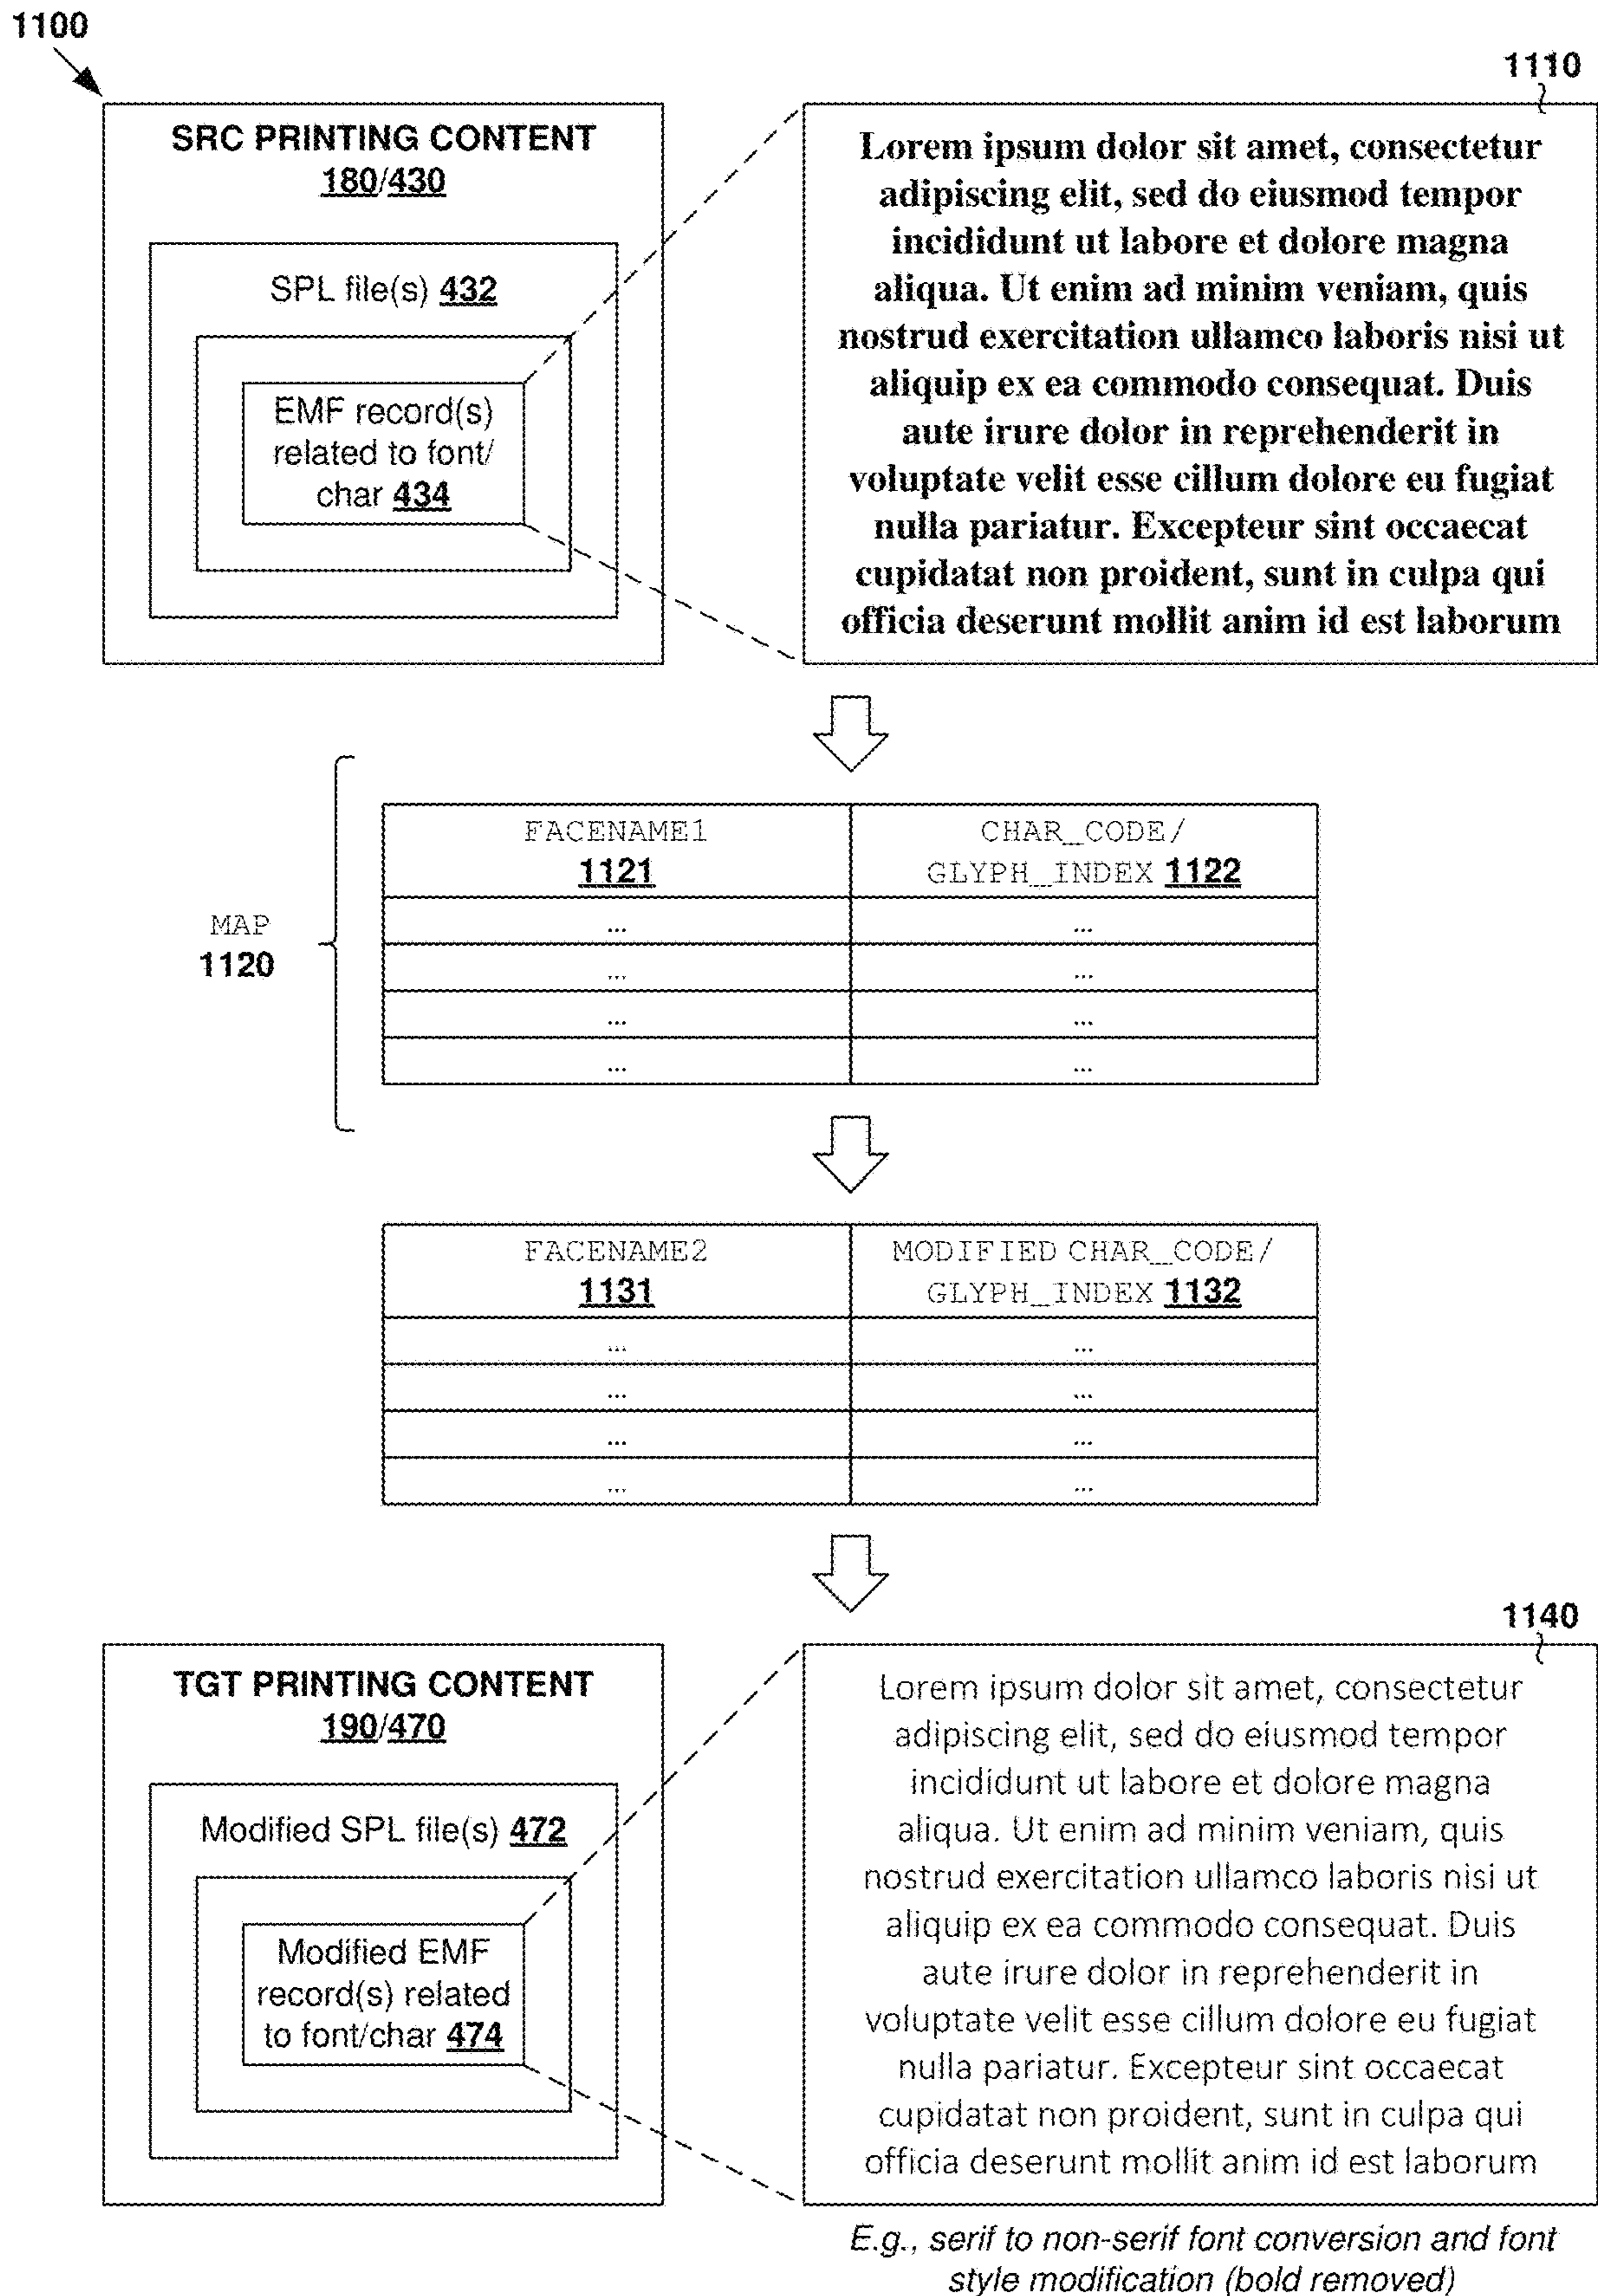 1100
1110
SRC PRINTING CONTENT
180/430
SPL file(s) 432
EMF record(s)
related to font/
char 434
Lorem ipsum dolor sit amet, consectetur
adipiscing elit, sed do eiusmod tempor
incididunt ut labore et dolore magna
aliqua. Ut enim ad minim veniam, quis
nostrud exercitation ullamco laboris nisi ut
aliquip ex ea commodo consequat. Duis
aute irure dolor in reprehenderit in
voluptate velit esse cillum dolore eu fugiat
nulla pariatur. Excepteur sint occaecat
cupidatat non proident, sunt in culpa qui
officia deserunt mollit anim id est laborum
MAP
1120
FACENAME1
1121
CHAR_CODE/
GLYPH_INDEX 1122
... ...
... ...
... ...
... ...
FACENAME2
1131
MODIFIED CHAR_CODE/
GLYPH_INDEX 1132
... ...
... ...
... ...
... ...
1140
TGT PRINTING CONTENT
190/470
Modified SPL file(s) 472
Modified EMF
record(s) related
to font/char 474
Lorem ipsum dolor sit amet, consectetur
adipiscing elit, sed do eiusmod tempor
incididunt ut labore et dolore magna
aliqua. Ut enim ad minim veniam, quis
nostrud exercitation ullamco laboris nisi ut
aliquip ex ea commodo consequat. Duis
aute irure dolor in reprehenderit in
voluptate velit esse cillum dolore eu fugiat
nulla pariatur. Excepteur sint occaecat
cupidatat non proident, sunt in culpa qui
officia deserunt mollit anim id est laborum
E.g., serif to non-serif font conversion and font
style modification (bold removed)